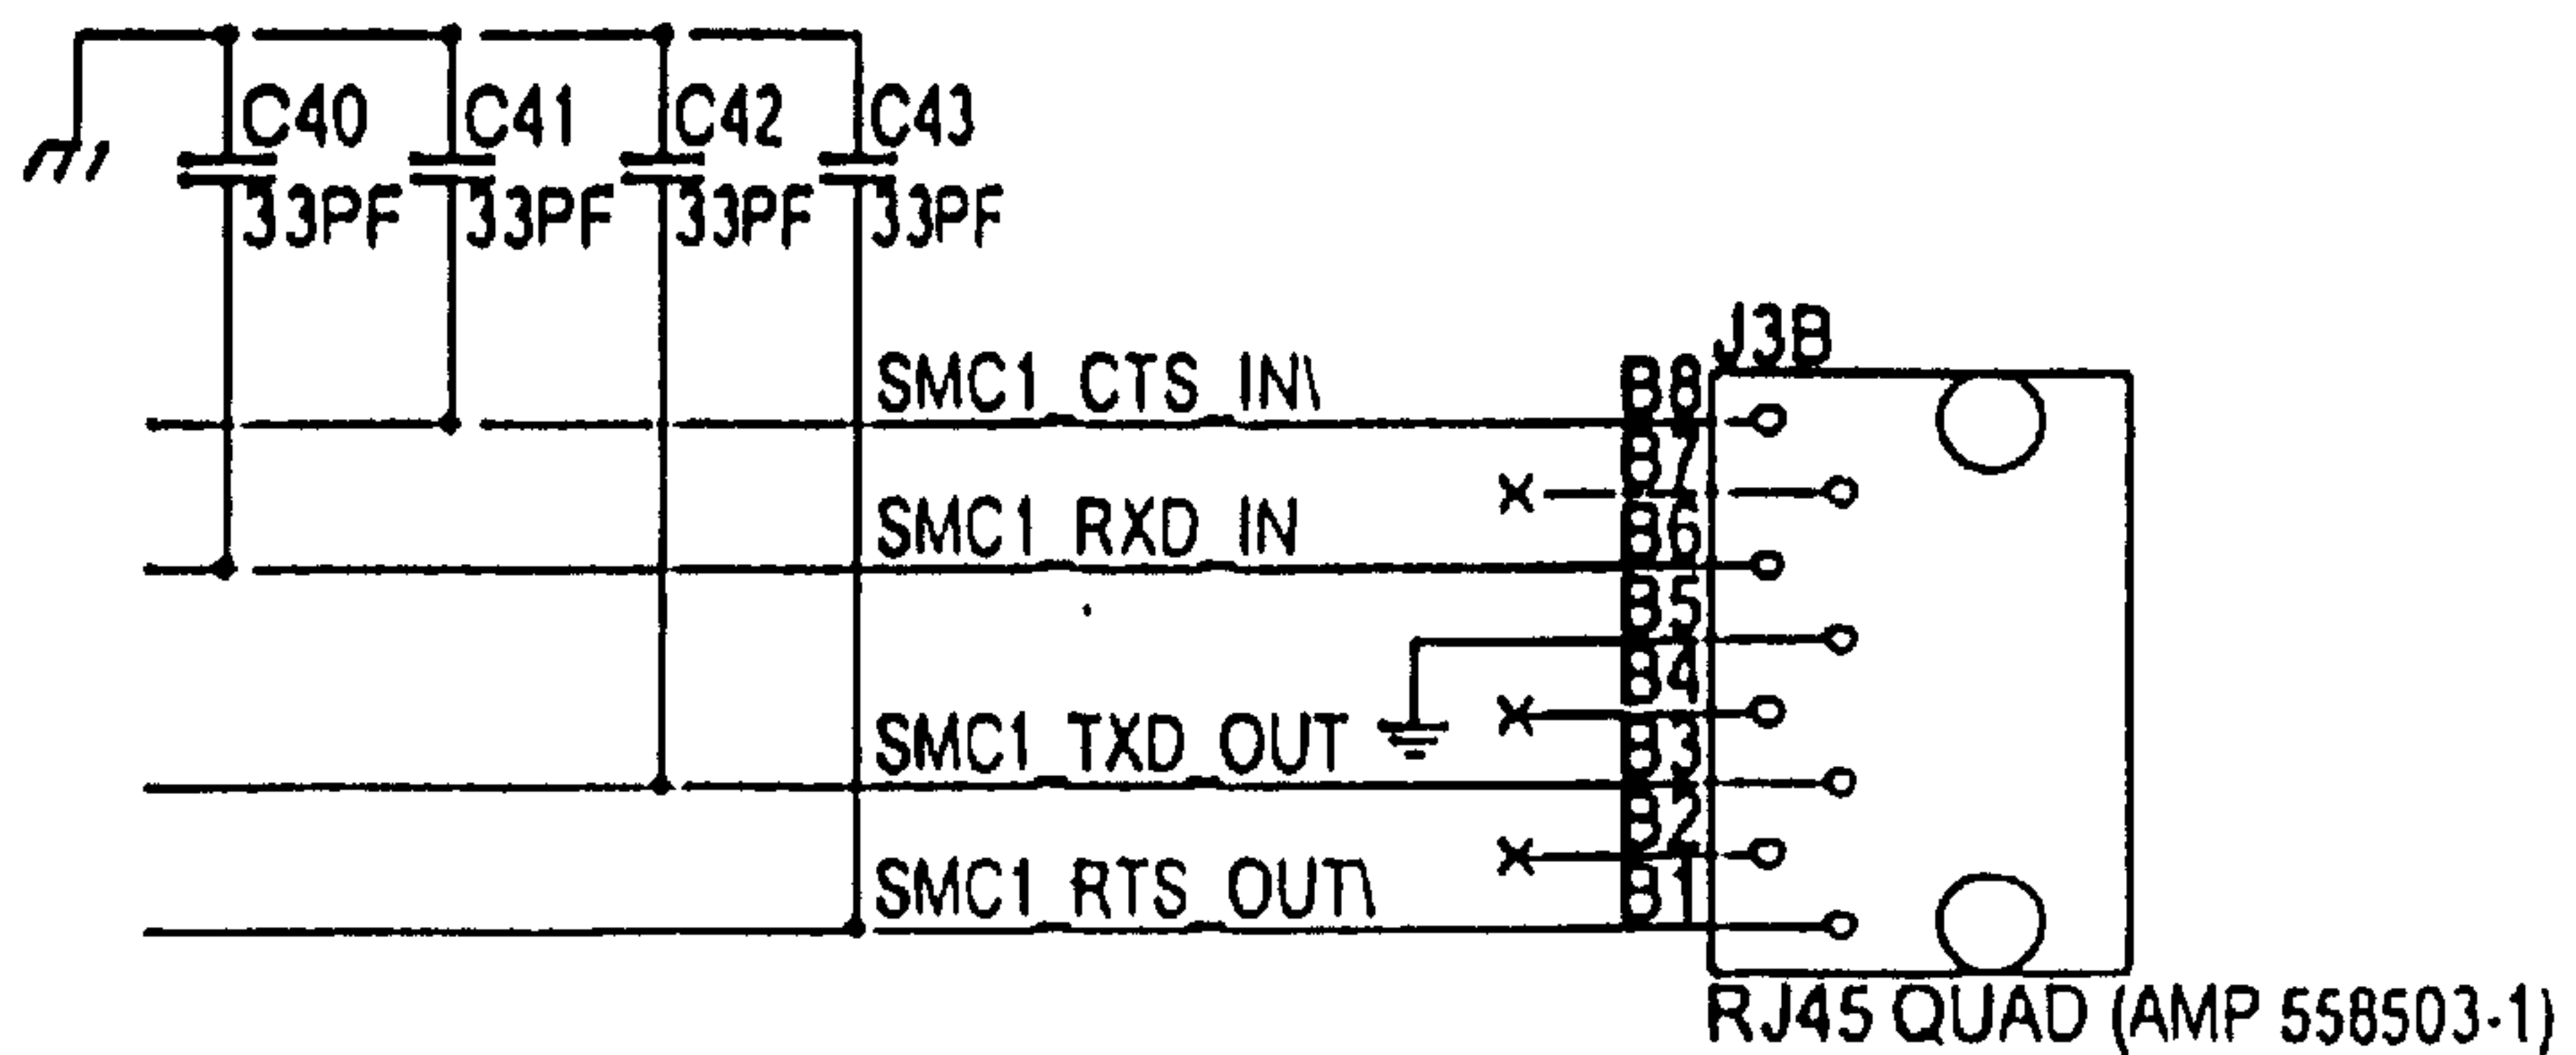 C40 C41 C42 C43
33PF 33PF 33PF 33PF
J3B
SMC1_CTS_IN\ B8
B7
SMC1_RXD_IN B6
B5
B4
SMC1_TXD_OUT B3
B2
SMC1_RTS_OUT\ B1
RJ45 QUAD (AMP 558503-1)